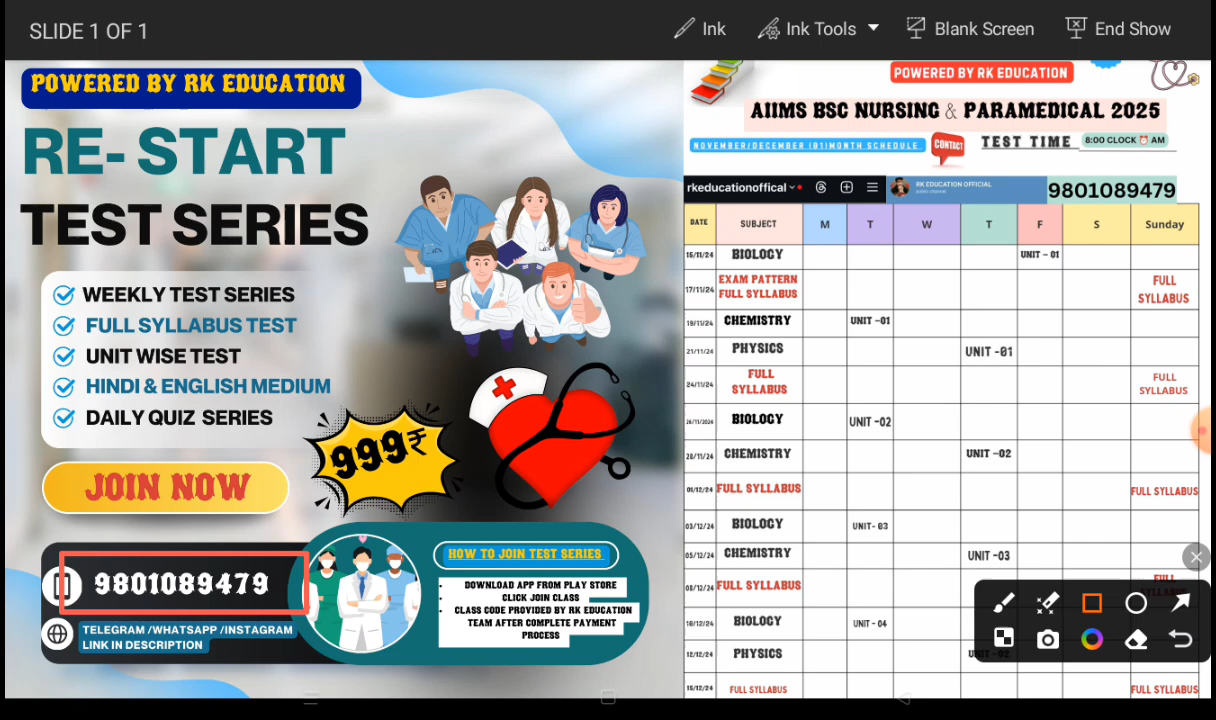 SLIDE 1 OF 1
Ink
Ink Tools
Blank Screen
End Show
POWERED BY RK EDUCATION
RE- START
TEST SERIES
WEEKLY TEST SERIES
FULL SYLLABUS TEST
UNIT WISE TEST
HINDI & ENGLISH MEDIUM
DAILY QUIZ SERIES
999₹
JOIN NOW
9801089479
TELEGRAM /WHATSAPP /INSTAGRAM
LINK IN DESCRIPTION
HOW TO JOIN TEST SERIES
DOWNLOAD APP FROM PLAY STORE
CLICK JOIN CLASS
CLASS CODE PROVIDED BY RK EDUCATION
TEAM AFTER COMPLETE PAYMENT
PROCESS
POWERED BY RK EDUCATION
AIIMS BSC NURSING & PARAMEDICAL 2025
NOVEMBER/DECEMBER (01)MONTH SCHEDULE
CONTACT
TEST TIME
8:00 CLOCK ⏰ AM
rkeducationoffical
RK EDUCATION OFFICIAL
public channel
9801089479
DATE SUBJECT M T W T F S Sunday
15/11/24 BIOLOGY UNIT - 01
17/11/24 EXAM PATTERN
FULL SYLLABUS
FULL
SYLLABUS
19/11/24 CHEMISTRY UNIT -01
21/11/24 PHYSICS UNIT -01
24/11/24 FULL
SYLLABUS
FULL
SYLLABUS
26/11/2024 BIOLOGY UNIT -02
28/11/24 CHEMISTRY UNIT -02
01/12/24 FULL SYLLABUS FULL SYLLABUS
03/12/24 BIOLOGY UNIT- 03
05/12/24 CHEMISTRY UNIT -03
08/12/24 FULL SYLLABUS FULL
10/12/24 BIOLOGY UNIT - 04
12/12/24 PHYSICS UNIT -02
15/12/24 FULL SYLLABUS FULL SYLLABUS